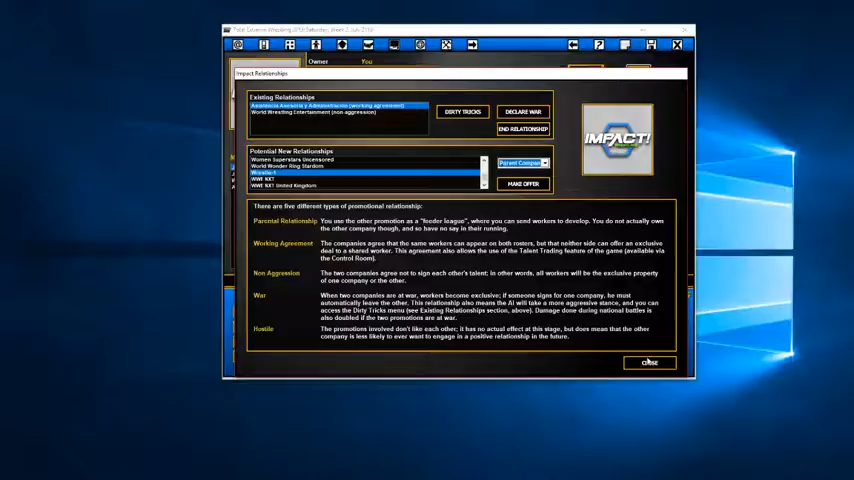 Owner You
Impact Relationships
Existing Relationships
Asistencia Asesoria y Administracion (working agreement)
World Wrestling Entertainment (non aggression)
DIRTY TRICKS
DECLARE WAR
END RELATIONSHIP
IMPACT!
Potential New Relationships
Women Superstars Uncensored
World Wonder Ring Stardom
Wrestle-1
WWE NXT
WWE NXT United Kingdom
Parent Compan
MAKE OFFER
There are five different types of promotional relationship:
Parental Relationship You use the other promotion as a "feeder league", where you can send workers to develop. You do not actually own
the other company though, and so have no say in their running.
Working Agreement The companies agree that the same workers can appear on both rosters, but that neither side can offer an exclusive
deal to a shared worker. This agreement also allows the use of the Talent Trading feature of the game (available via
the Control Room).
Non Aggression The two companies agree not to sign each other's talent; in other words, all workers will be the exclusive property
of one company or the other.
War When two companies are at war, workers become exclusive; if someone signs for one company, he must
automatically leave the other. This relationship also means the AI will take a more aggressive stance, and you can
access the Dirty Tricks menu (see Existing Relationships section, above). Damage done during national battles is
also doubled if the two promotions are at war.
Hostile The promotions involved don't like each other; it has no actual effect at this stage, but does mean that the other
company is less likely to ever want to engage in a positive relationship in the future.
CLOSE